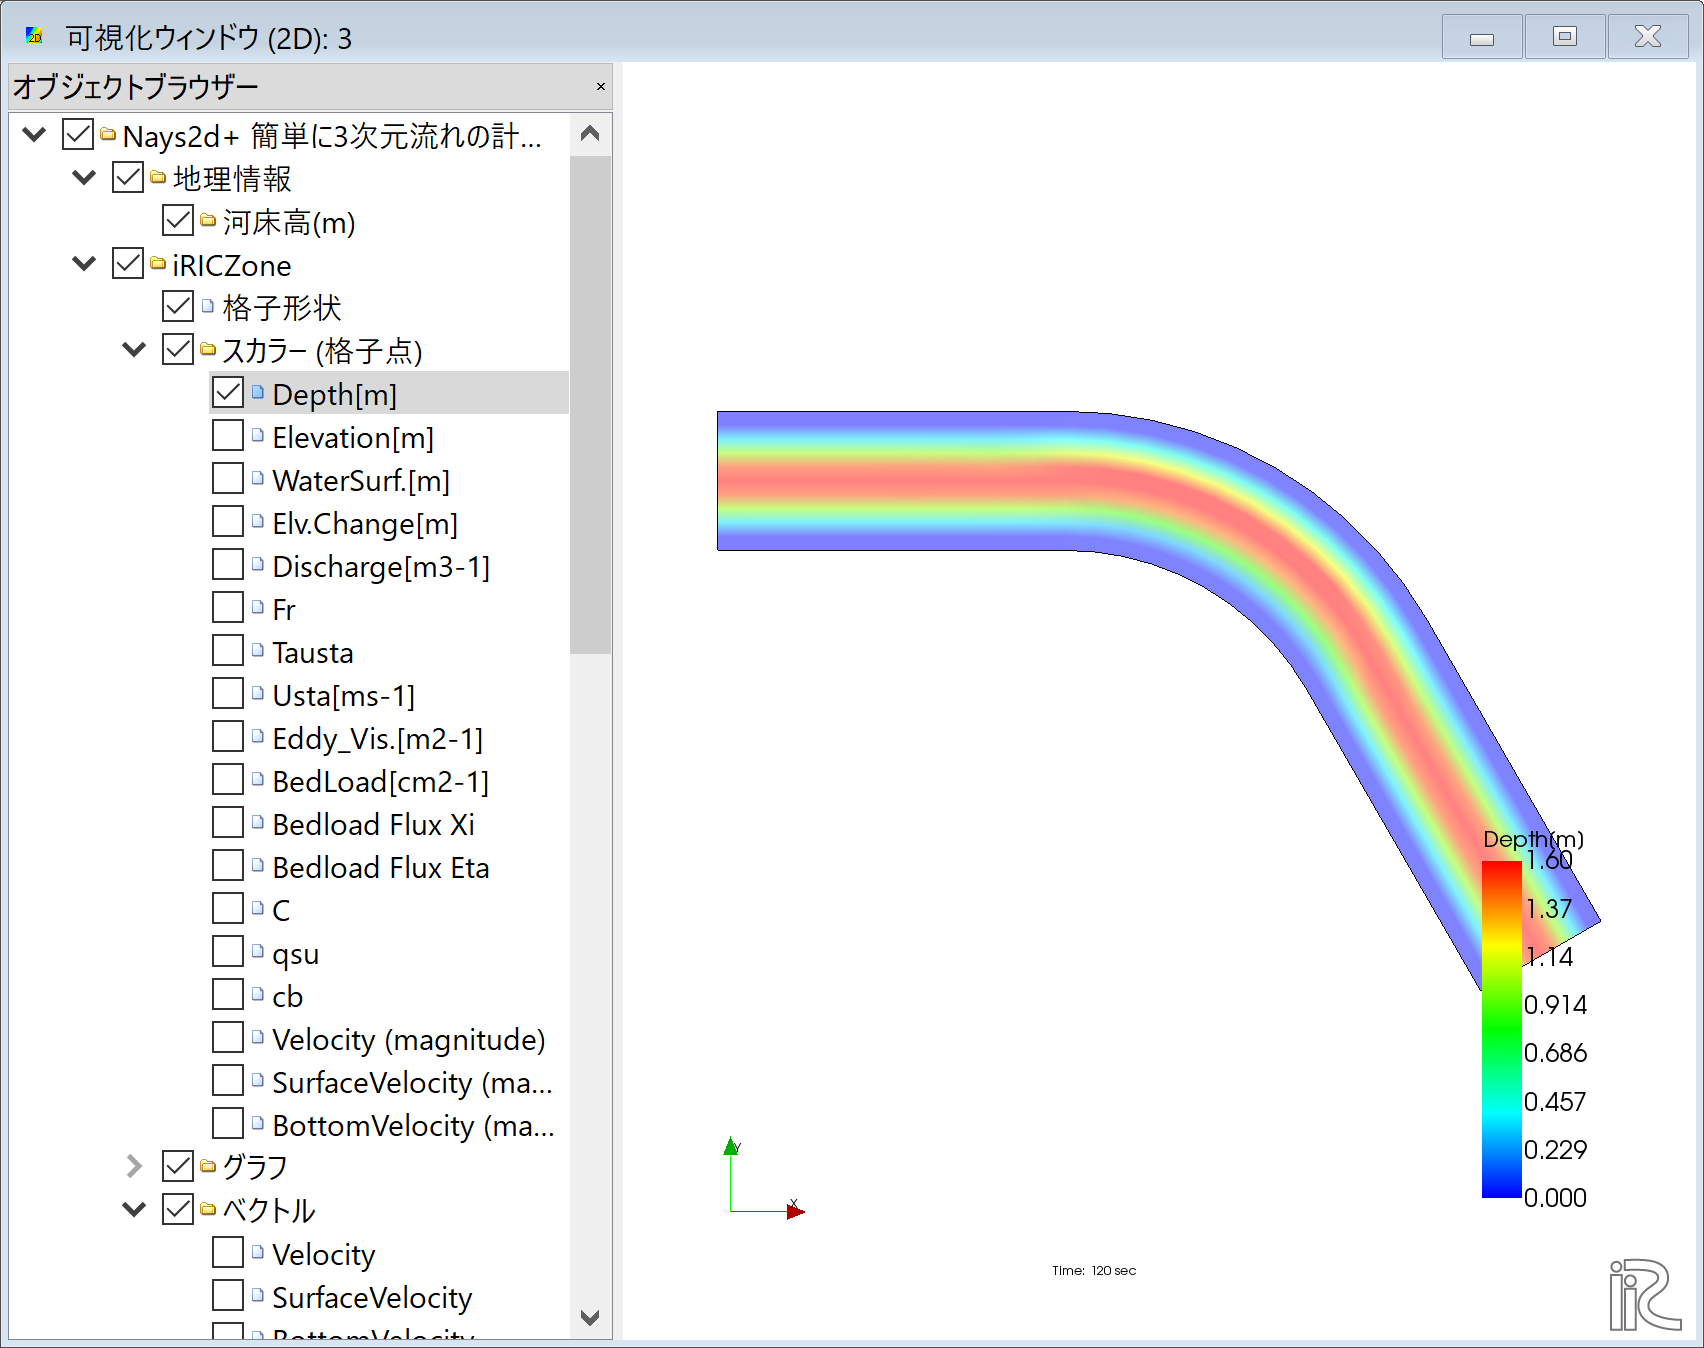 可視化ウィンドウ (2D): 3
オブジェクトブラウザー
Nays2d+ 簡単に3次元流れの計...
地理情報
河床高(m)
iRICZone
格子形状
スカラー (格子点)
Depth[m]
Elevation[m]
WaterSurf.[m]
Elv.Change[m]
Discharge[m3-1]
Fr
Tausta
Usta[ms-1]
Eddy_Vis.[m2-1]
BedLoad[cm2-1]
Bedload Flux Xi
Bedload Flux Eta
C
qsu
cb
Velocity (magnitude)
SurfaceVelocity (ma...
BottomVelocity (ma...
グラフ
ベクトル
Velocity
SurfaceVelocity
BottomVelocity
Depth(m)
1.60
1.37
1.14
0.914
0.686
0.457
0.229
0.000
Y
X
Time: 120 sec
iRIC